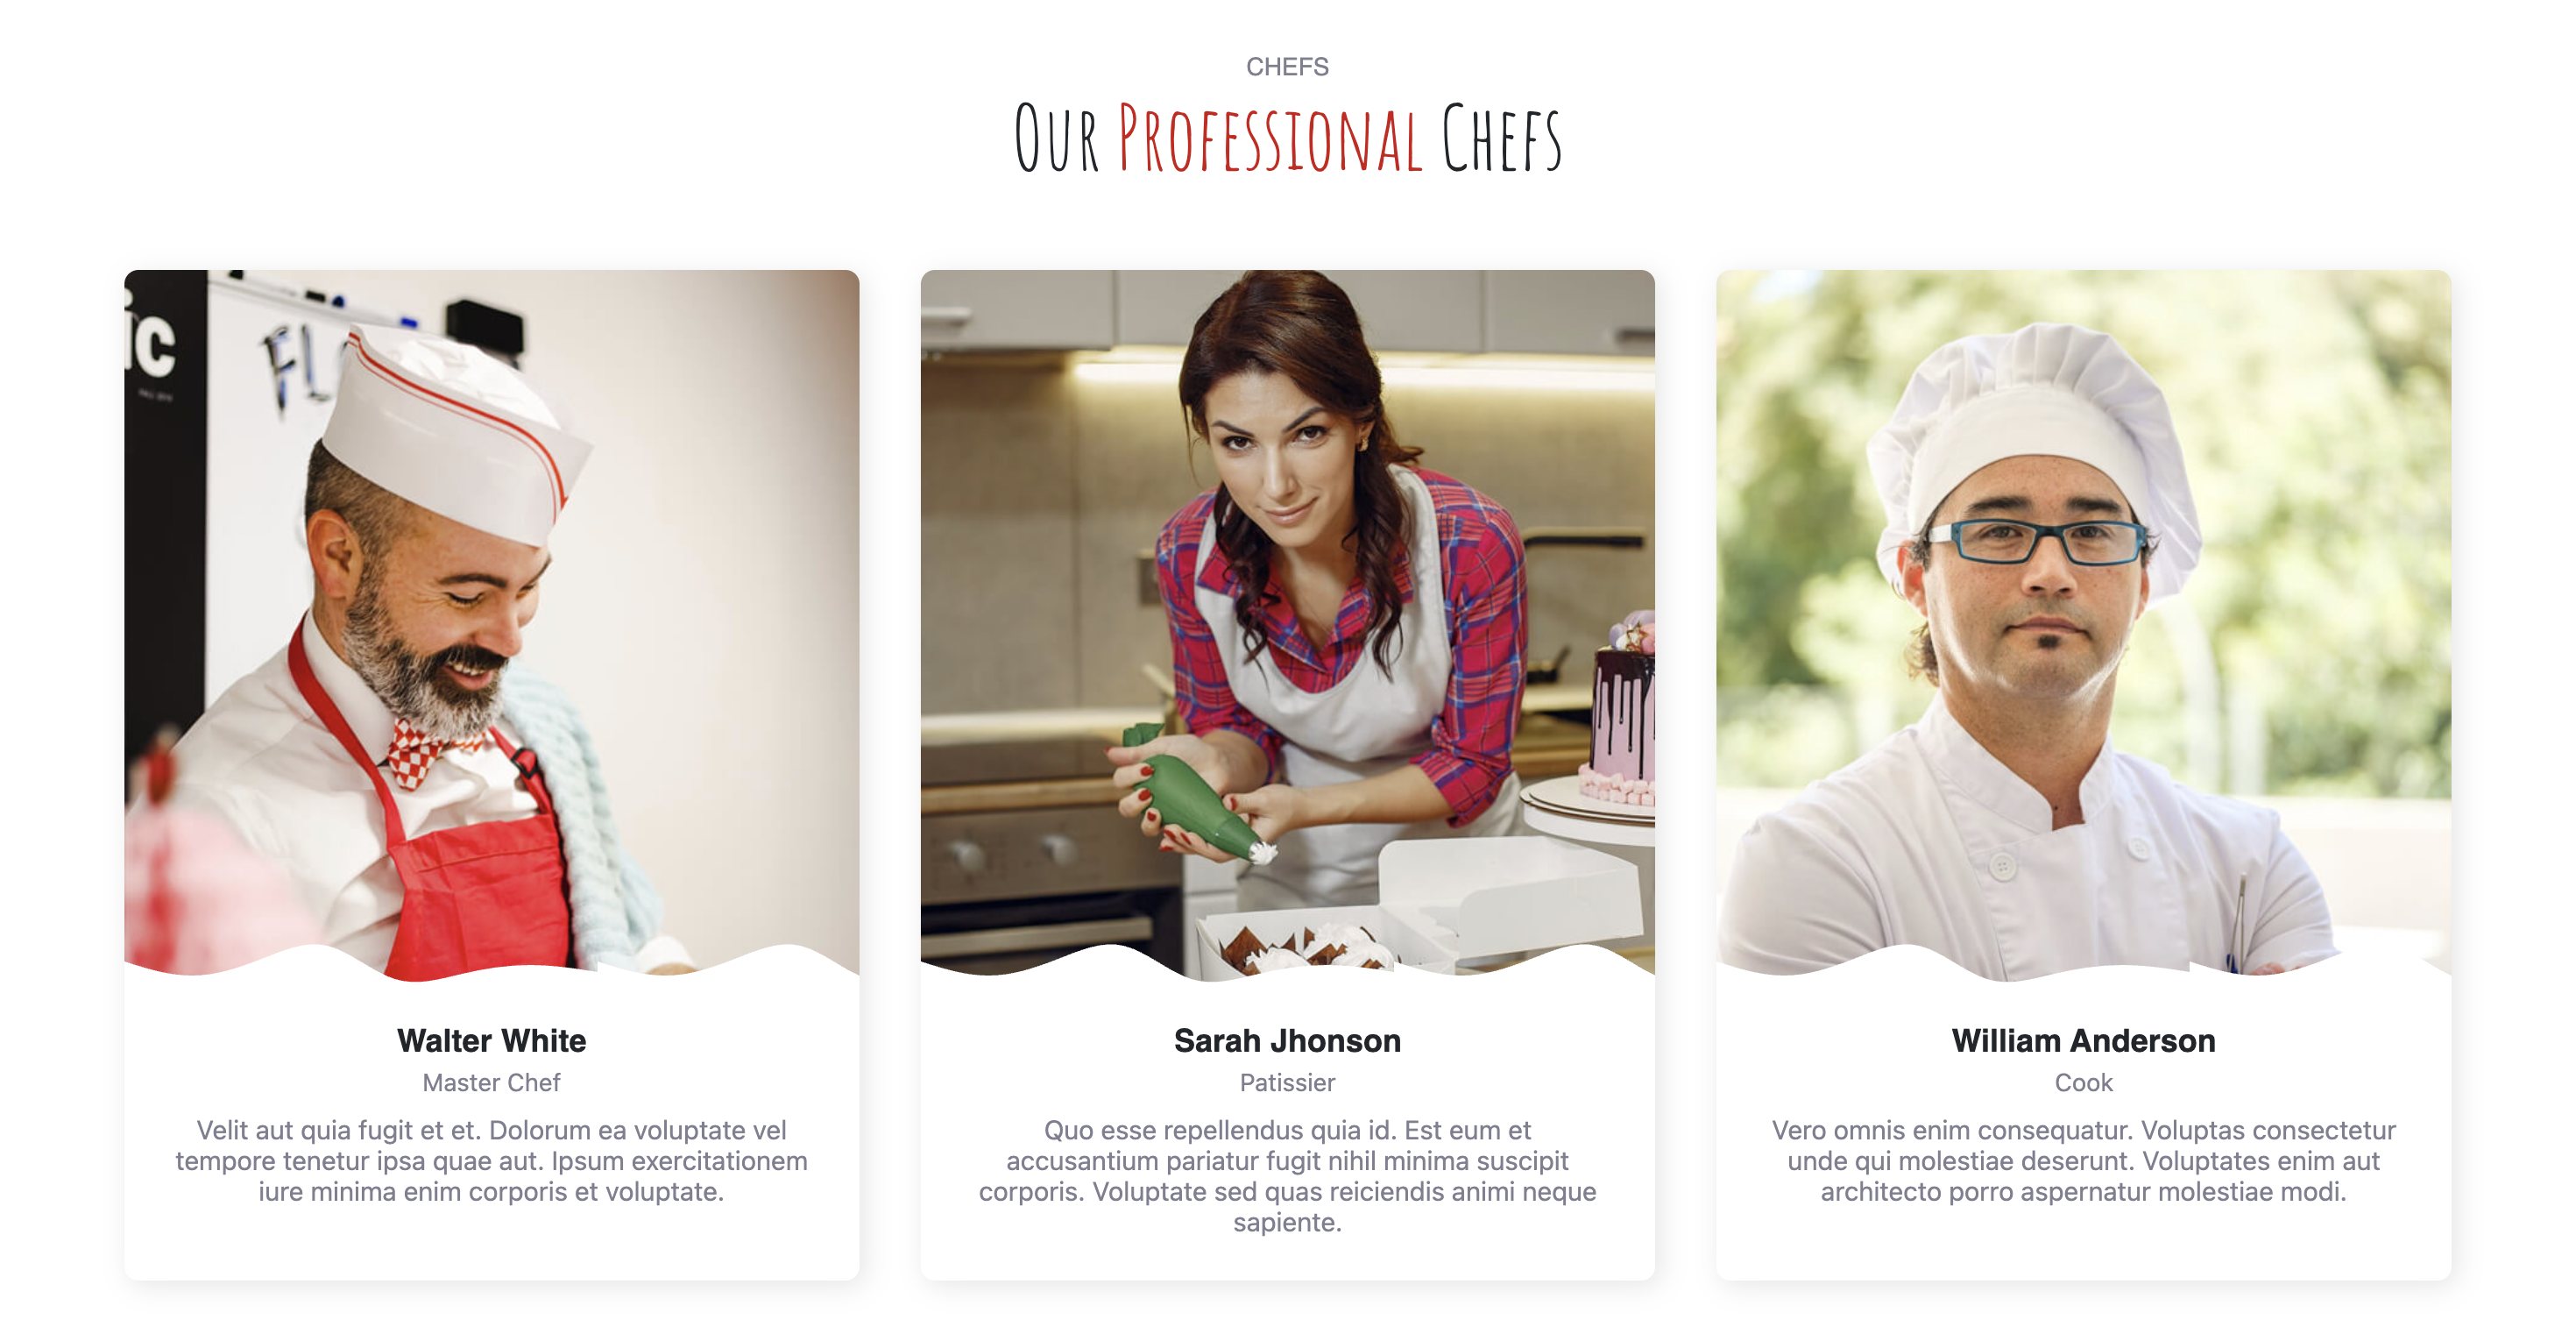 CHEFS
Our Professional Chefs
ic
FL
Walter White
Master Chef
Velit aut quia fugit et et. Dolorum ea voluptate vel
tempore tenetur ipsa quae aut. Ipsum exercitationem
iure minima enim corporis et voluptate.
Sarah Jhonson
Patissier
Quo esse repellendus quia id. Est eum et
accusantium pariatur fugit nihil minima suscipit
corporis. Voluptate sed quas reiciendis animi neque
sapiente.
William Anderson
Cook
Vero omnis enim consequatur. Voluptas consectetur
unde qui molestiae deserunt. Voluptates enim aut
architecto porro aspernatur molestiae modi.